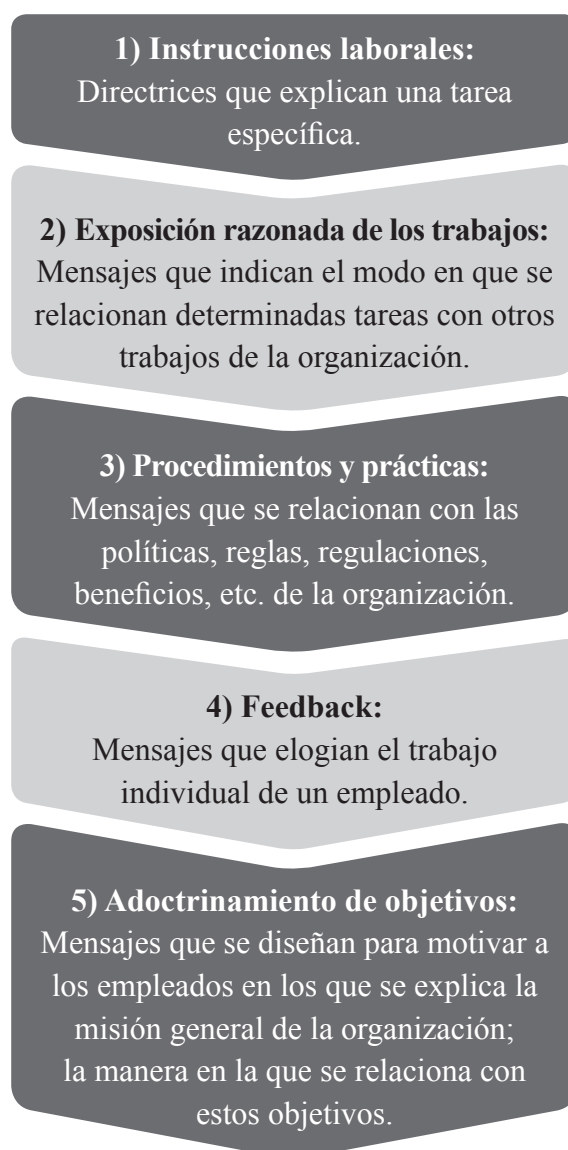 1) Instrucciones laborales:
Directrices que explican una tarea
específica.
2) Exposición razonada de los trabajos:
Mensajes que indican el modo en que se
relacionan determinadas tareas con otros
trabajos de la organización.
3) Procedimientos y prácticas:
Mensajes que se relacionan con las
políticas, reglas, regulaciones,
beneficios, etc. de la organización.
4) Feedback:
Mensajes que elogian el trabajo
individual de un empleado.
5) Adoctrinamiento de objetivos:
Mensajes que se diseñan para motivar a
los empleados en los que se explica la
misión general de la organización;
la manera en la que se relaciona con
estos objetivos.